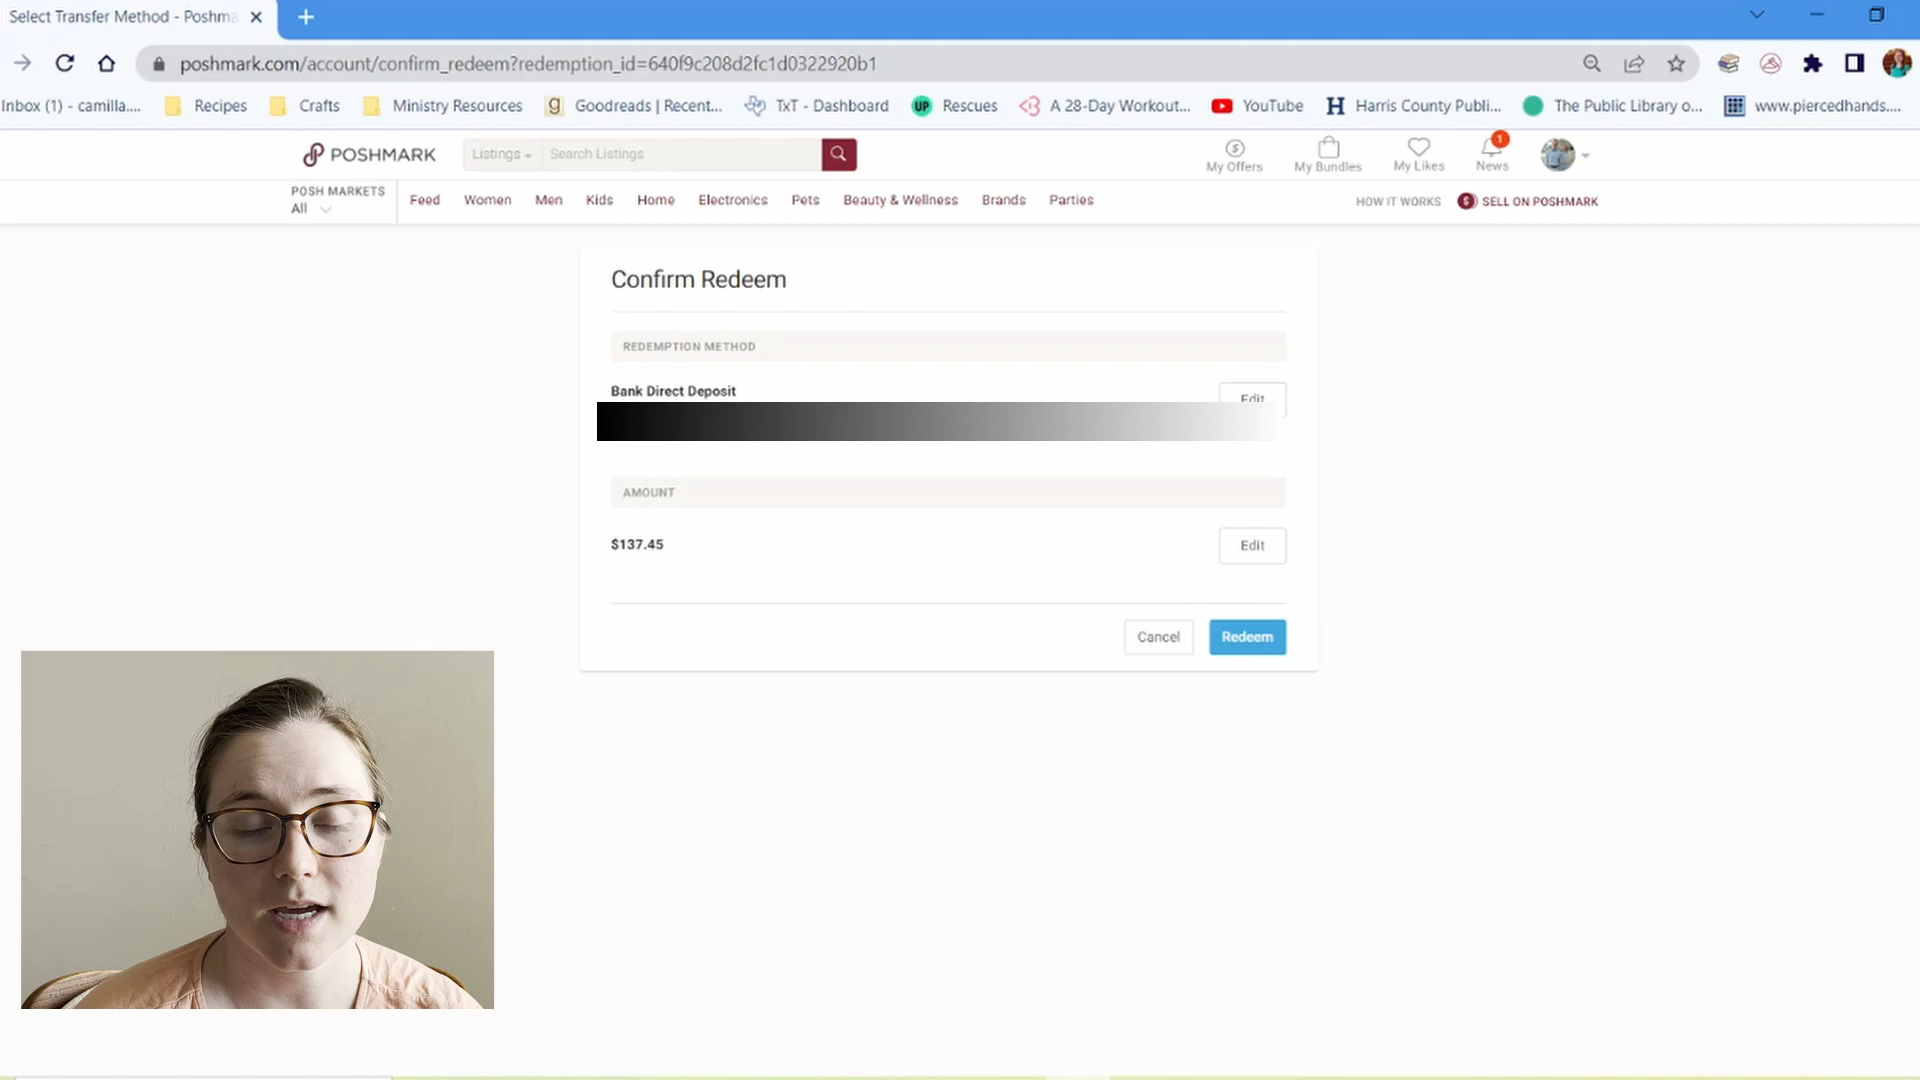 Select Transfer Method - Poshma
poshmark.com/account/confirm_redeem?redemption_id=640f9c208d2fc1d0322920b1
Inbox (1) - camilla.... Recipes Crafts Ministry Resources Goodreads | Recent... TxT - Dashboard UP Rescues A 28-Day Workout... YouTube Harris County Publi... The Public Library o... www.piercedhands....
POSHMARK Listings Search Listings My Offers My Bundles My Likes 1 News
POSH MARKETS
All
Feed Women Men Kids Home Electronics Pets Beauty & Wellness Brands Parties HOW IT WORKS SELL ON POSHMARK
Confirm Redeem
REDEMPTION METHOD
Bank Direct Deposit
Edit
AMOUNT
$137.45 Edit
Cancel Redeem